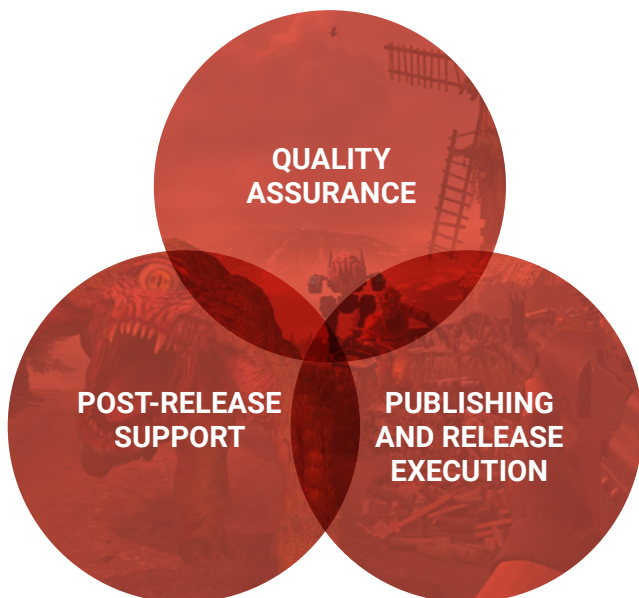 QUALITY
ASSURANCE
POST-RELEASE
SUPPORT
PUBLISHING
AND RELEASE
EXECUTION